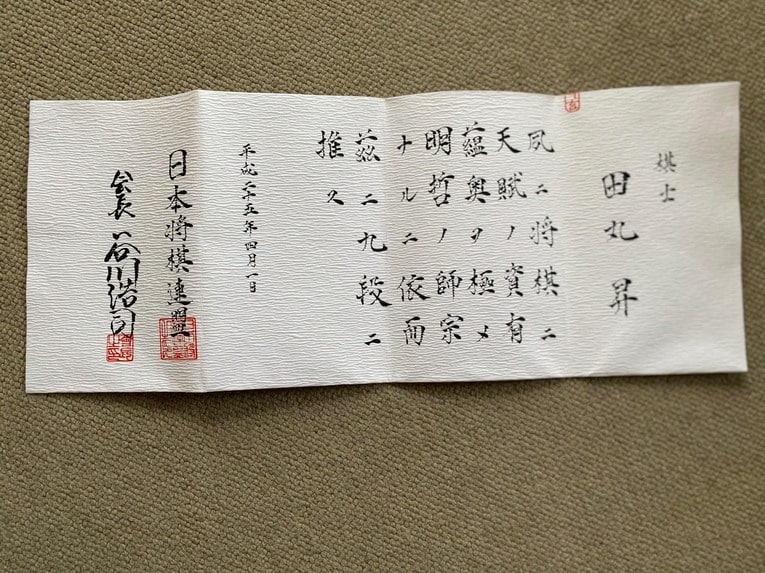 棋士
田丸昇
夙ニ将棋ニ
天賦ノ資有
蘊奥ヲ極メ
明哲ノ師宗
ナルニ依而
茲ニ九段ニ
推ス
平成二十五年四月一日
日本将棋連盟
会長谷川浩司